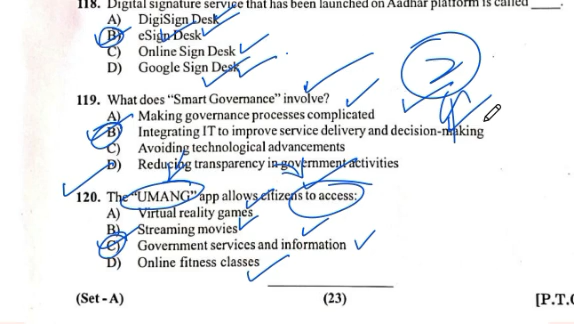 118. Digital signature service that has been launched on Aadhar platform is called ____.
A) DigiSign Desk
B) eSign Desk
C) Online Sign Desk
D) Google Sign Desk
119. What does “Smart Governance” involve?
A) Making governance processes complicated
B) Integrating IT to improve service delivery and decision-making
C) Avoiding technological advancements
D) Reducing transparency in government activities
120. The “UMANG” app allows citizens to access:
A) Virtual reality games
B) Streaming movies
C) Government services and information
D) Online fitness classes
(Set - A) (23) [P.T.